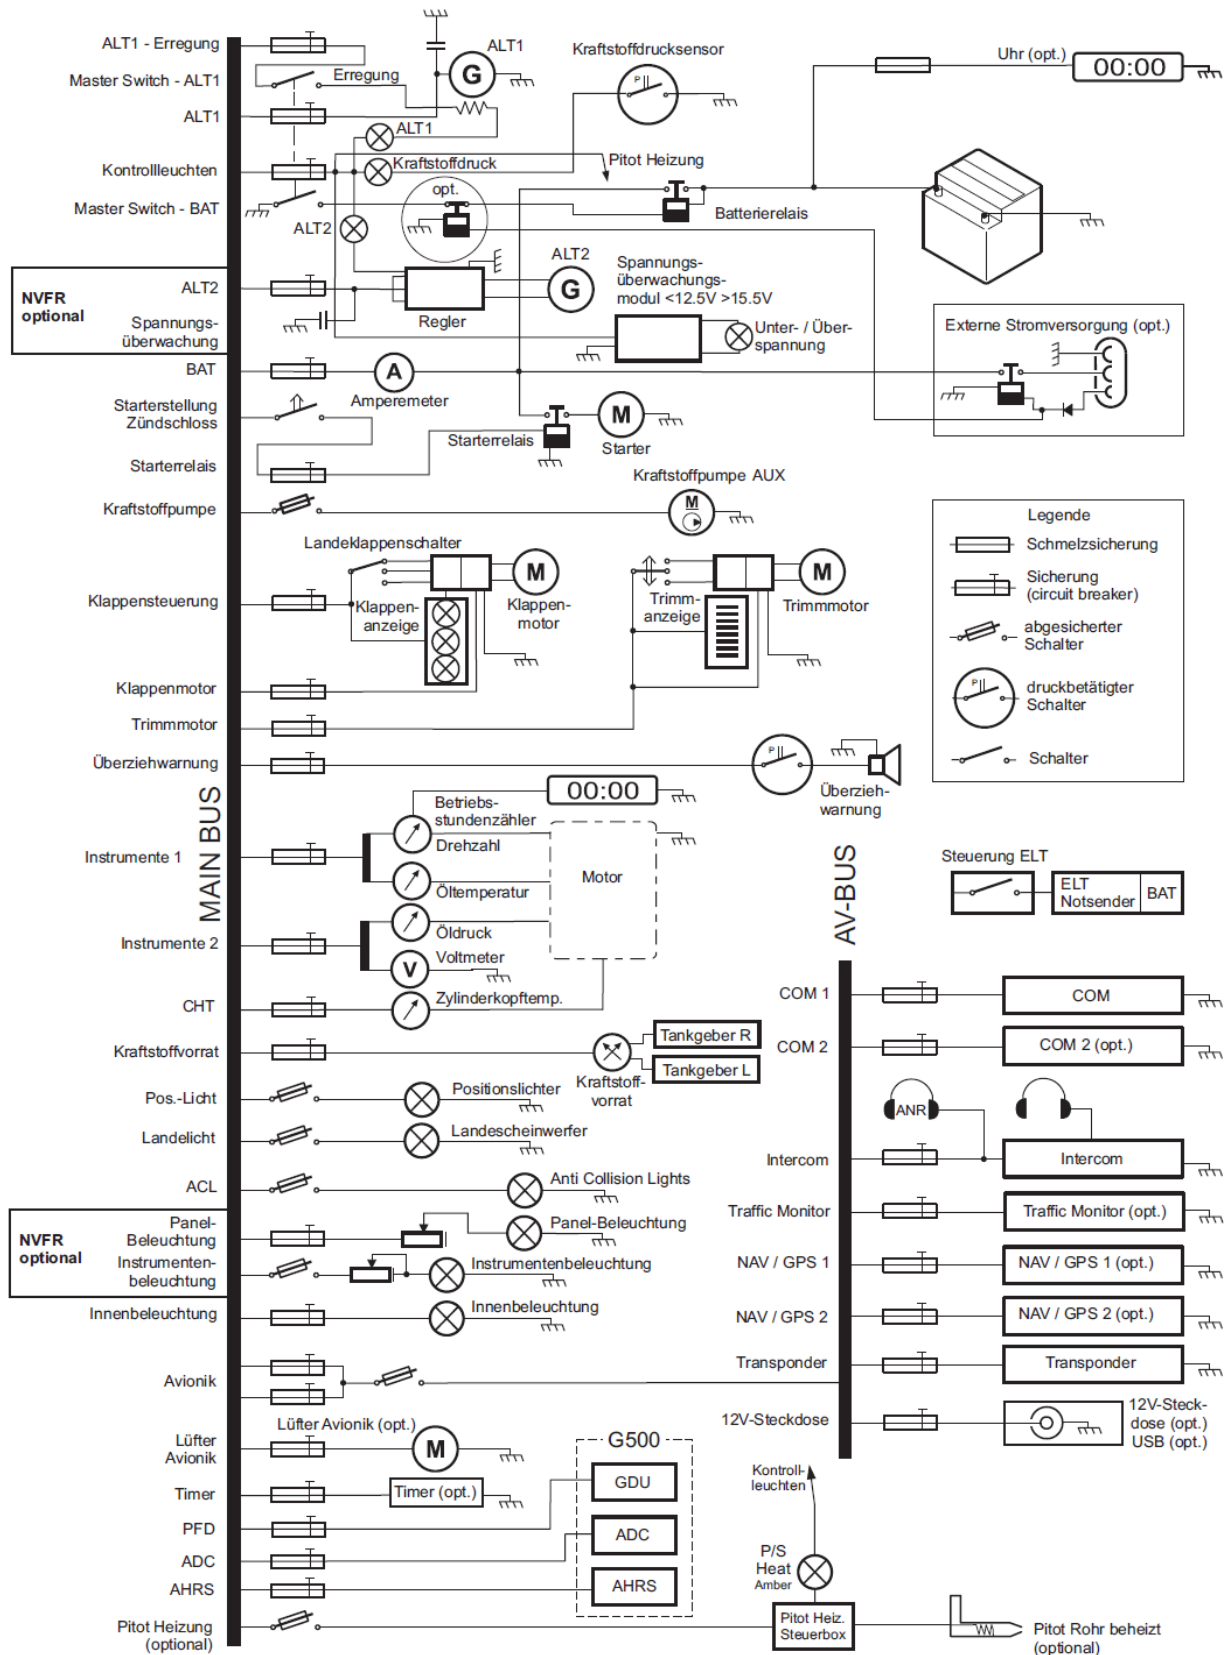 ALT1 - Erregung
Master Switch - ALT1
ALT1
Kontrollleuchten
Master Switch - BAT
NVFR
optional
ALT2
Spannungs-
überwachung
BAT
Starterstellung
Zündschloss
Starterrelais
Kraftstoffpumpe
Klappensteuerung
Klappenmotor
Trimmmotor
Überziehwarnung
MAIN BUS
Instrumente 1
Instrumente 2
CHT
Kraftstoffvorrat
Pos.-Licht
Landelicht
ACL
NVFR
optional
Panel-
Beleuchtung
Instrumenten-
beleuchtung
Innenbeleuchtung
Avionik
Lüfter
Avionik
Timer
PFD
ADC
AHRS
Pitot Heizung
(optional)
Erregung
G
ALT1
ALT1
Kraftstoffdruck
Kraftstoffdrucksensor
P
Uhr (opt.)
00:00
Pitot Heizung
opt.
Batterierelais
ALT2
Regler
ALT2
G
Spannungs-
überwachungs-
modul <12.5V >15.5V
Unter- / Über-
spannung
Externe Stromversorgung (opt.)
A
Amperemeter
Starterrelais
M
Starter
Kraftstoffpumpe AUX
M
Landeklappenschalter
M
Klappen-
anzeige
Klappen-
motor
Trimm-
anzeige
M
Trimmmotor
Legende
Schmelzsicherung
Sicherung
(circuit breaker)
abgesicherter
Schalter
P
druckbetätigter
Schalter
Schalter
P
Überzieh-
warnung
00:00
Betriebs-
stundenzähler
Drehzahl
Öltemperatur
Motor
Öldruck
V
Voltmeter
Zylinderkopftemp.
Tankgeber R
Tankgeber L
Kraftstoff-
vorrat
Positionslichter
Landescheinwerfer
Anti Collision Lights
Panel-Beleuchtung
Instrumentenbeleuchtung
Innenbeleuchtung
Lüfter Avionik (opt.)
M
Timer (opt.)
G500
GDU
ADC
AHRS
Steuerung ELT
ELT
Notsender
BAT
AV-BUS
COM 1
COM
COM 2
COM 2 (opt.)
ANR
Intercom
Intercom
Traffic Monitor
Traffic Monitor (opt.)
NAV / GPS 1
NAV / GPS 1 (opt.)
NAV / GPS 2
NAV / GPS 2 (opt.)
Transponder
Transponder
12V-Steckdose
12V-Steck-
dose (opt.)
USB (opt.)
Kontroll-
leuchten
P/S
Heat
Amber
Pitot Heiz.
Steuerbox
Pitot Rohr beheizt
(optional)